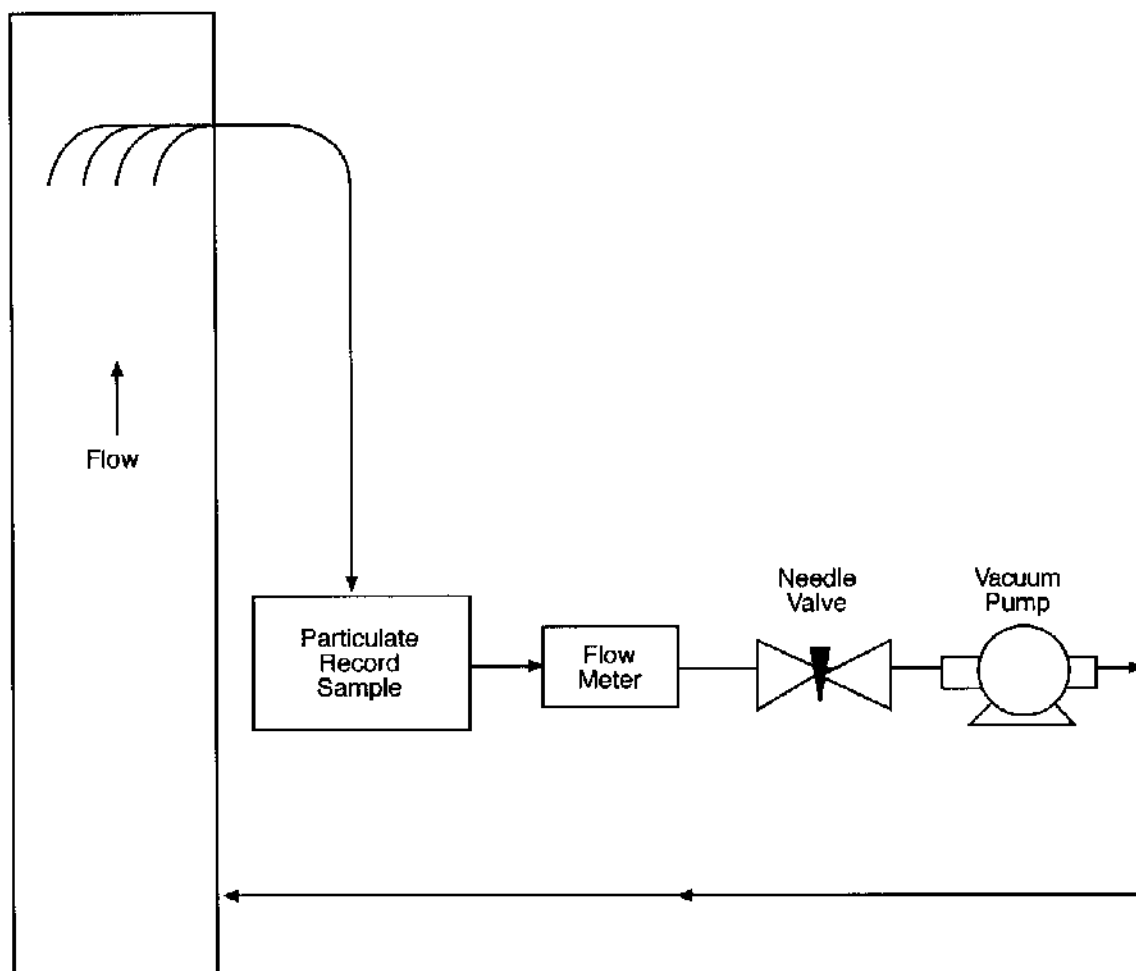 Flow
Particulate
Record
Sample
Flow
Meter
Needle
Valve
Vacuum
Pump